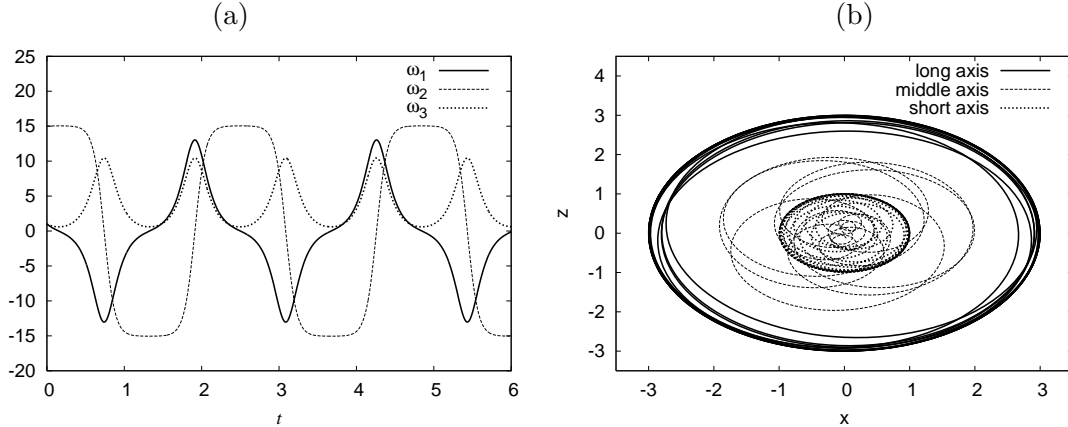 (a)
25
20
15
10
5
0
-5
-10
-15
-20
0 1 2 3 4 5 6
t
ω1
ω2
ω3
(b)
4
3
2
1
0
-1
-2
-3
-3 -2 -1 0 1 2 3
z
x
long axis
middle axis
short axis